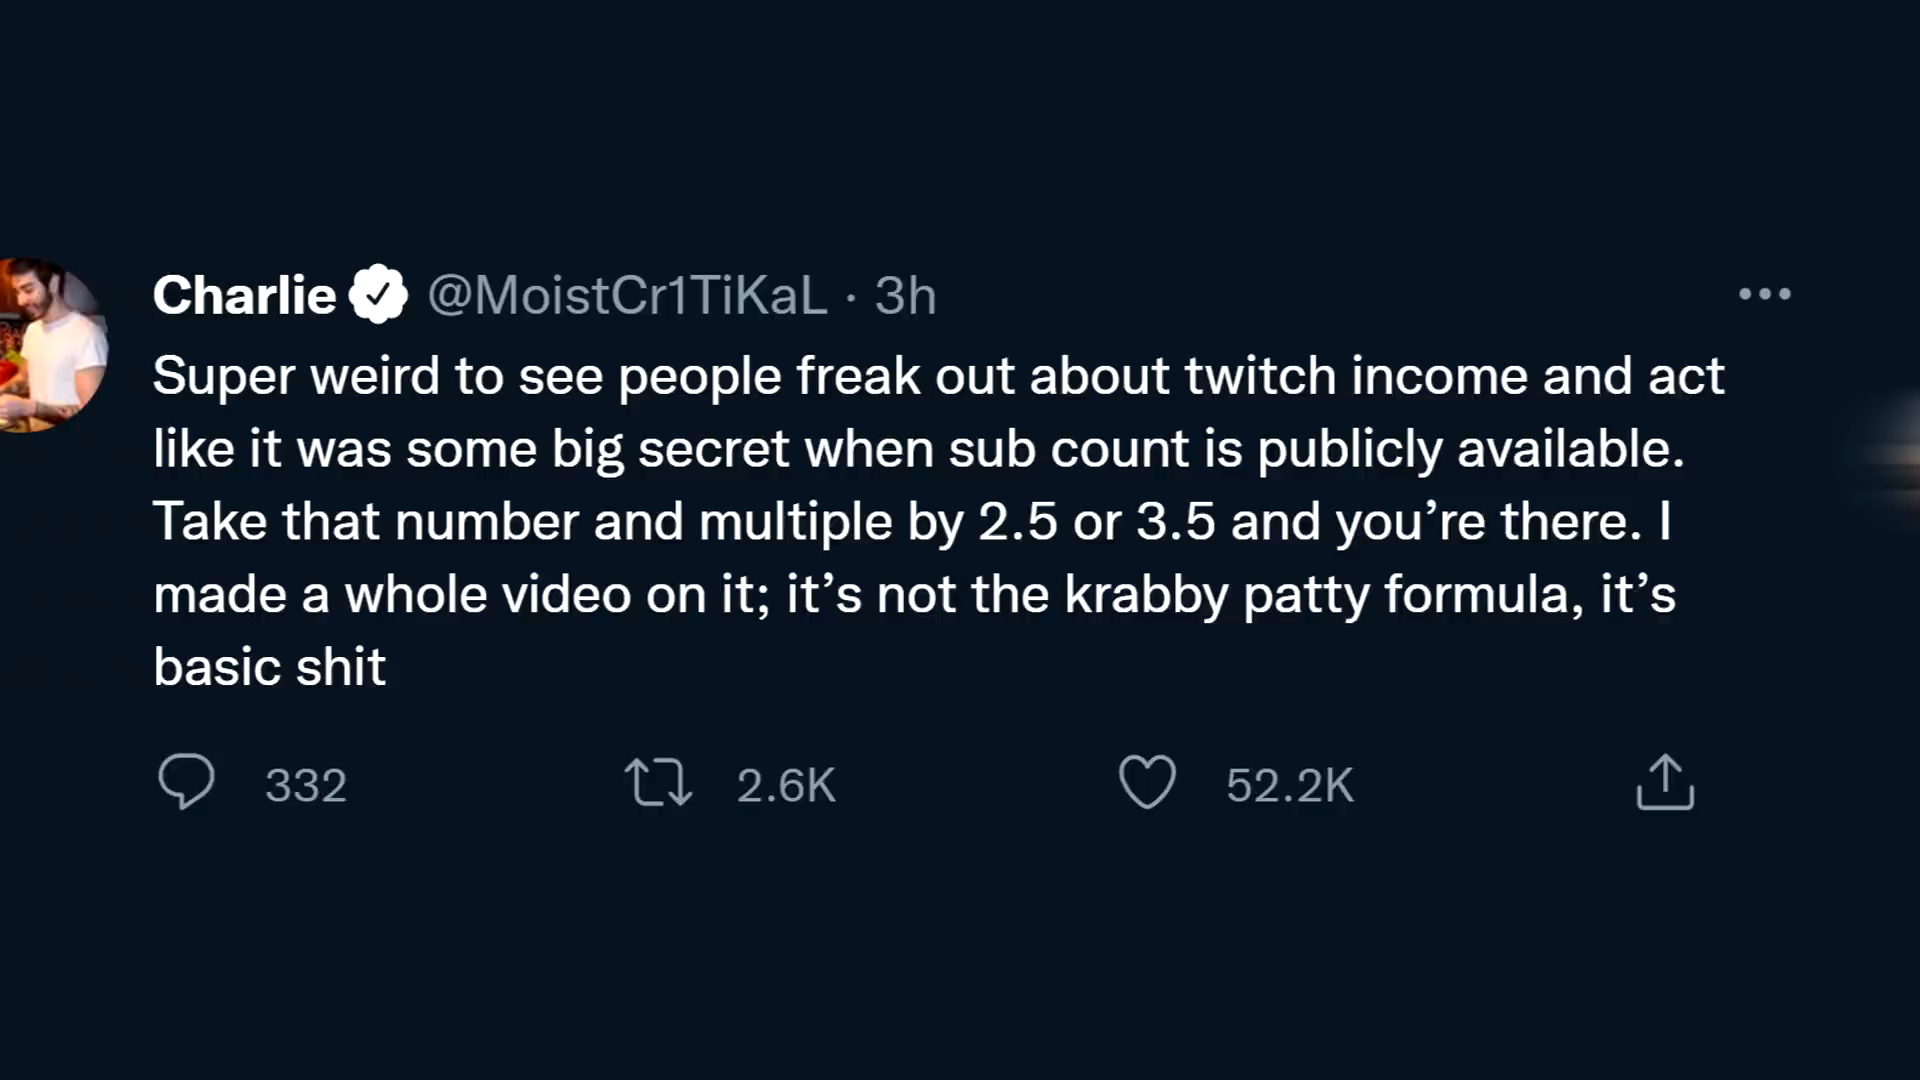 Charlie @MoistCr1TiKaL · 3h
Super weird to see people freak out about twitch income and act
like it was some big secret when sub count is publicly available.
Take that number and multiple by 2.5 or 3.5 and you’re there. I
made a whole video on it; it’s not the krabby patty formula, it’s
basic shit
332 2.6K 52.2K